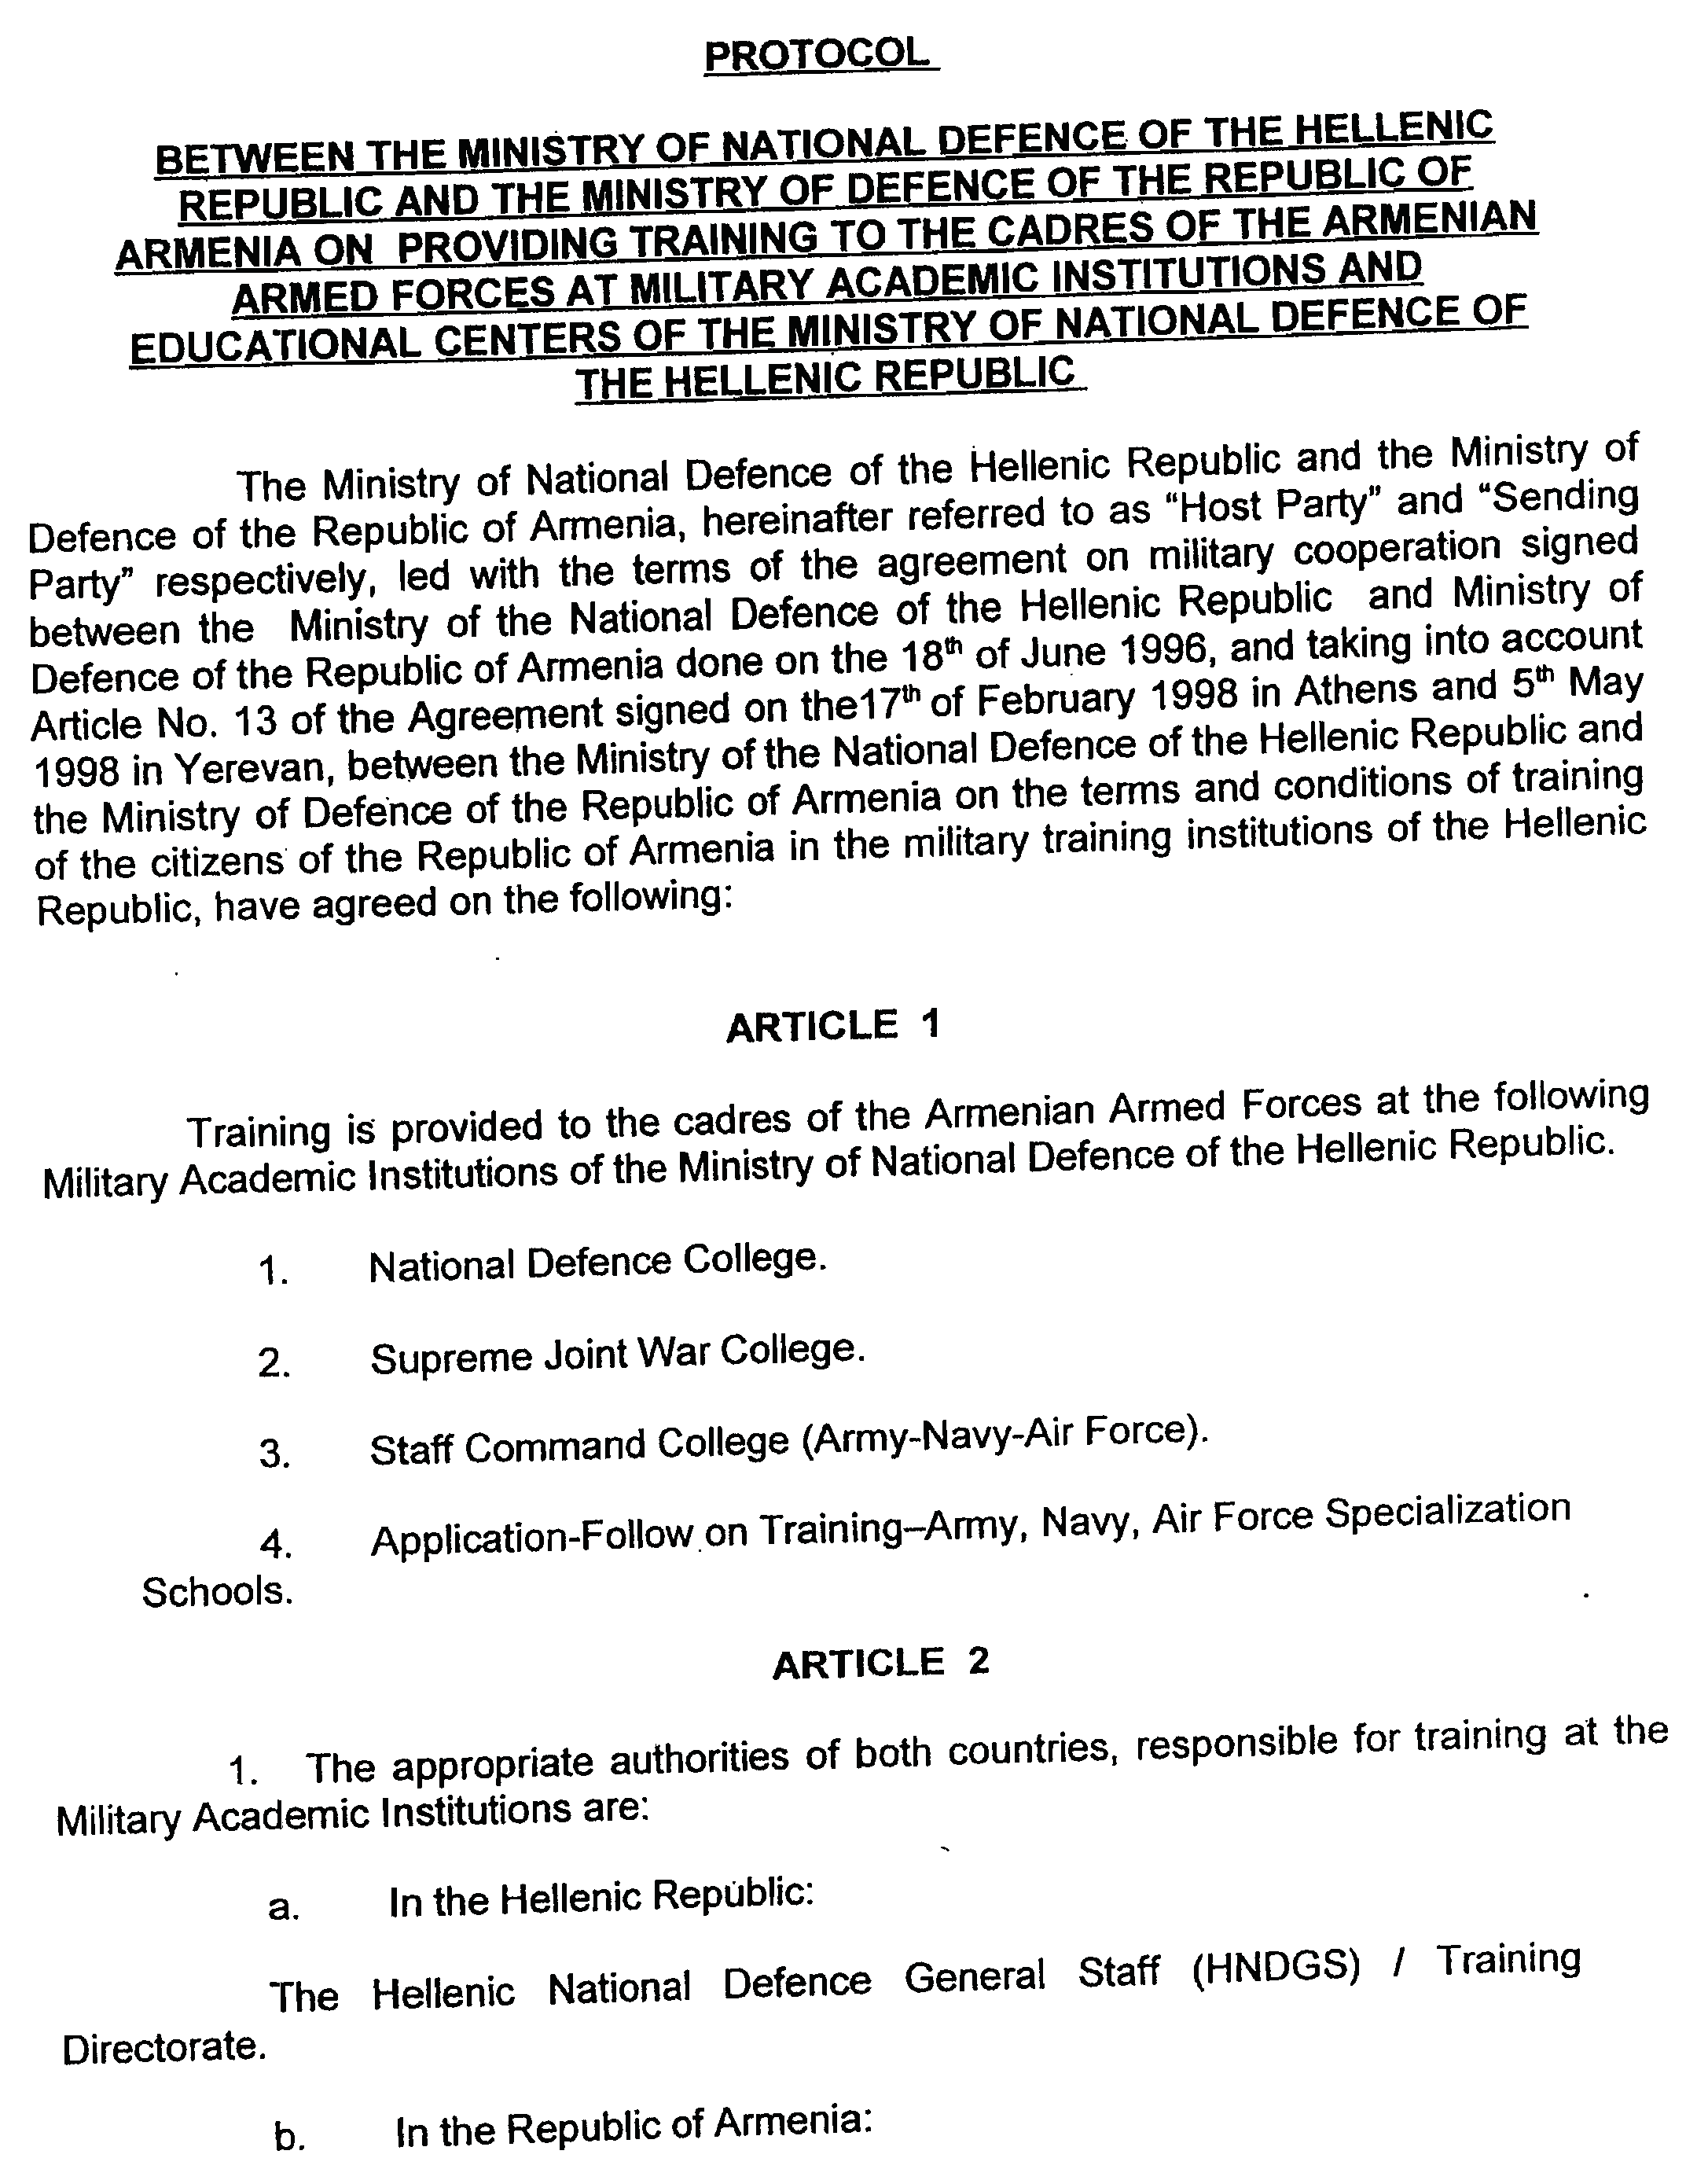 PROTOCOL
BETWEEN THE MINISTRY OF NATIONAL DEFENCE OF THE HELLENIC
REPUBLIC AND THE MINISTRY OF DEFENCE OF THE REPUBLIC OF
ARMENIA ON PROVIDING TRAINING TO THE CADRES OF THE ARMENIAN
ARMED FORCES AT MILITARY ACADEMIC INSTITUTIONS AND
EDUCATIONAL CENTERS OF THE MINISTRY OF NATIONAL DEFENCE OF
THE HELLENIC REPUBLIC
The Ministry of National Defence of the Hellenic Republic and the Ministry of
Defence of the Republic of Armenia, hereinafter referred to as “Host Party” and “Sending
Party” respectively, led with the terms of the agreement on military cooperation signed
between the Ministry of the National Defence of the Hellenic Republic and Ministry of
Defence of the Republic of Armenia done on the 18th of June 1996, and taking into account
Article No. 13 of the Agreement signed on the17th of February 1998 in Athens and 5th May
1998 in Yerevan, between the Ministry of the National Defence of the Hellenic Republic and
the Ministry of Defence of the Republic of Armenia on the terms and conditions of training
of the citizens of the Republic of Armenia in the military training institutions of the Hellenic
Republic, have agreed on the following:
ARTICLE 1
Training is provided to the cadres of the Armenian Armed Forces at the following
Military Academic Institutions of the Ministry of National Defence of the Hellenic Republic.
1. National Defence College.
2. Supreme Joint War College.
3. Staff Command College (Army-Navy-Air Force).
4. Application-Follow on Training–Army, Navy, Air Force Specialization
Schools.
ARTICLE 2
1. The appropriate authorities of both countries, responsible for training at the
Military Academic Institutions are:
a. In the Hellenic Republic:
The Hellenic National Defence General Staff (HNDGS) / Training
Directorate.
b. In the Republic of Armenia: